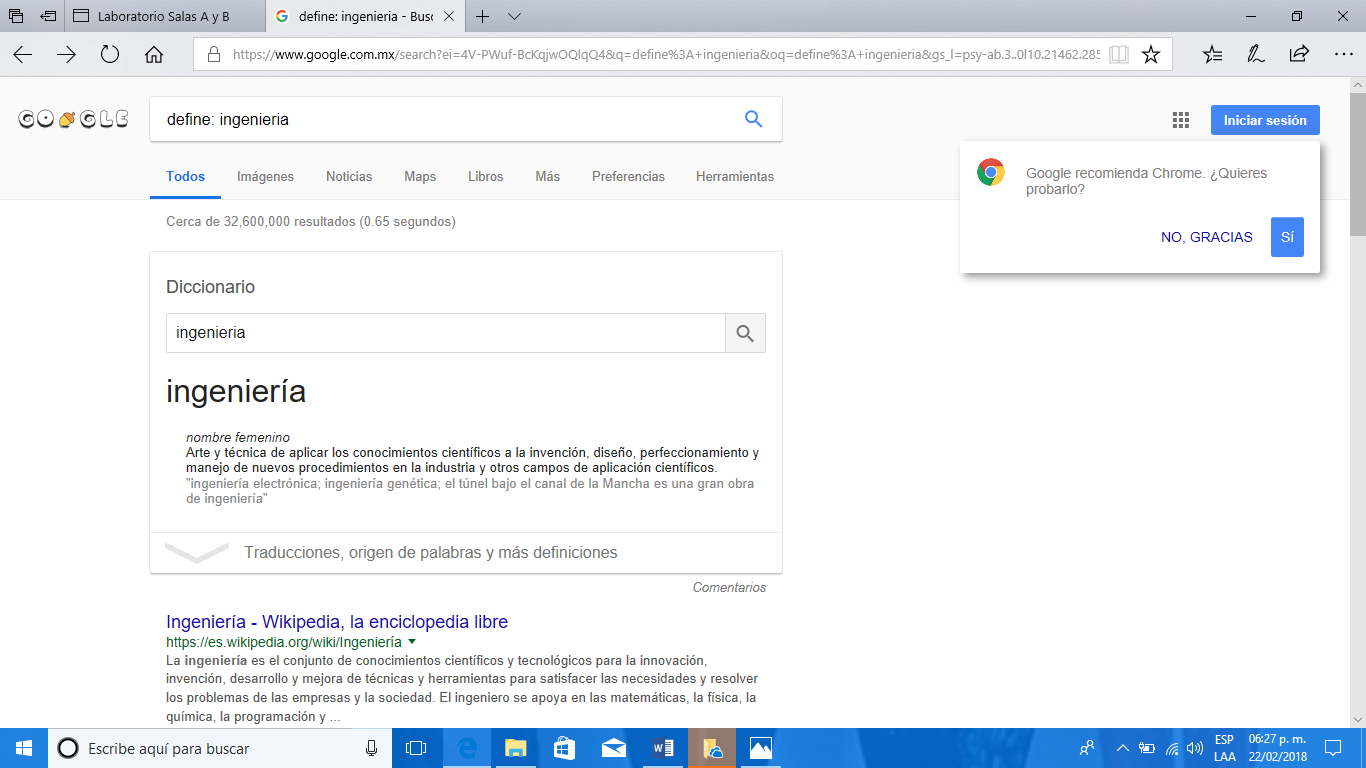 Laboratorio Salas A y B
define: ingenieria - Busc
https://www.google.com.mx/search?ei=4V-PWuf-BcKqjwOQlqQ4&q=define%3A+ingenieria&oq=define%3A+ingenieria&gs_l=psy-ab.3..0l10.21462.285
GOOGLE
define: ingenieria
Iniciar sesión
Todos Imágenes Noticias Maps Libros Más Preferencias Herramientas
Google recomienda Chrome. ¿Quieres
probarlo?
NO, GRACIAS SÍ
Cerca de 32,600,000 resultados (0.65 segundos)
Diccionario
ingenieria
ingeniería
nombre femenino
Arte y técnica de aplicar los conocimientos científicos a la invención, diseño, perfeccionamiento y
manejo de nuevos procedimientos en la industria y otros campos de aplicación científicos.
"ingeniería electrónica; ingeniería genética; el túnel bajo el canal de la Mancha es una gran obra
de ingeniería"
Traducciones, origen de palabras y más definiciones
Comentarios
Ingeniería - Wikipedia, la enciclopedia libre
https://es.wikipedia.org/wiki/Ingeniería
La ingeniería es el conjunto de conocimientos científicos y tecnológicos para la innovación,
invención, desarrollo y mejora de técnicas y herramientas para satisfacer las necesidades y resolver
los problemas de las empresas y la sociedad. El ingeniero se apoya en las matemáticas, la física, la
química, la programación y ...
Escribe aquí para buscar
ESP
LAA
06:27 p. m.
22/02/2018